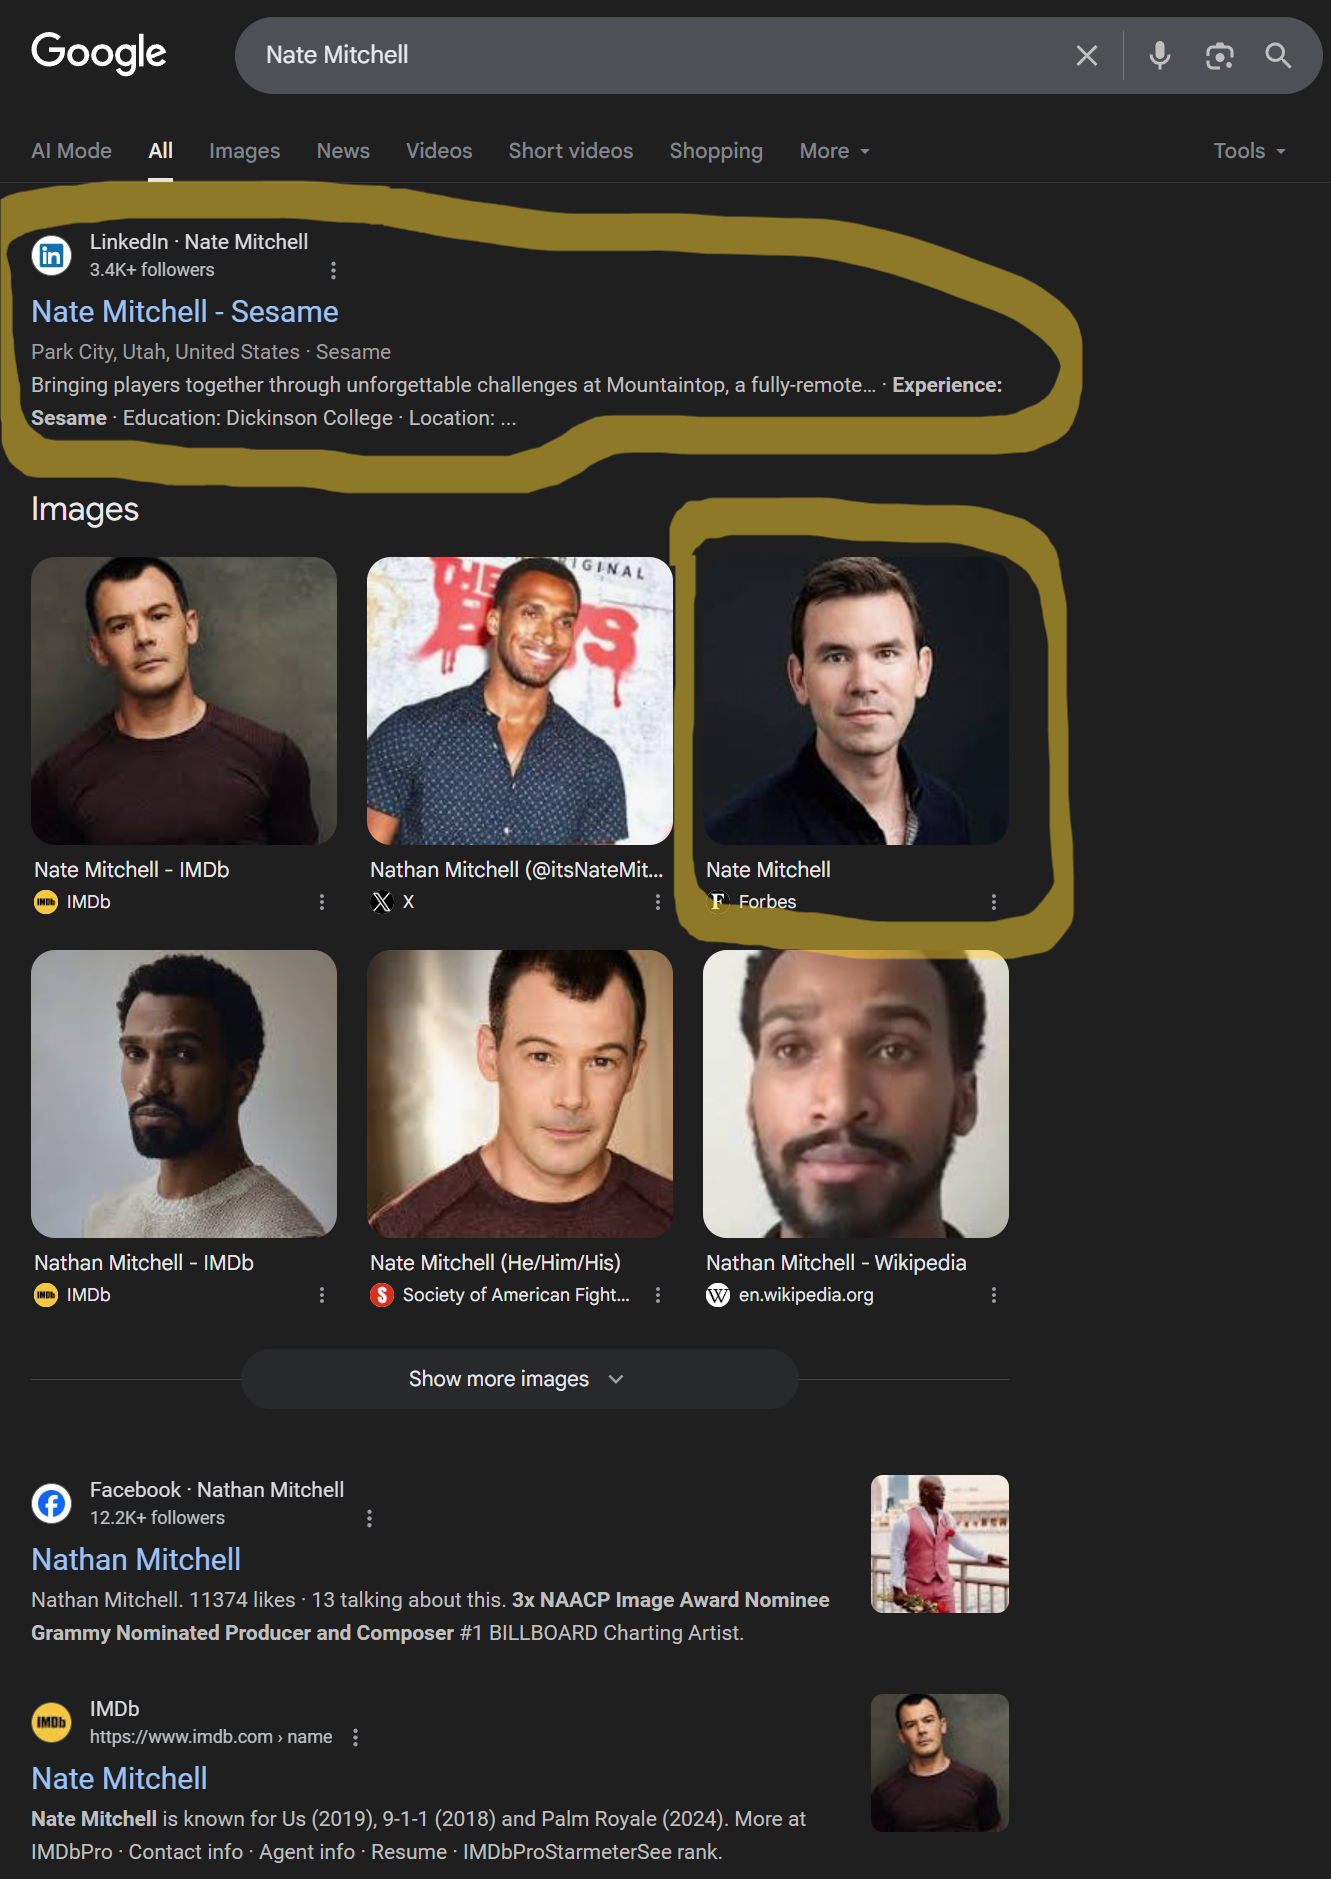 Google
Nate Mitchell
AI Mode All Images News Videos Short videos Shopping More Tools
LinkedIn · Nate Mitchell
3.4K+ followers
Nate Mitchell - Sesame
Park City, Utah, United States · Sesame
Bringing players together through unforgettable challenges at Mountaintop, a fully-remote... · Experience:
Sesame · Education: Dickinson College · Location: ...
Images
IGINAL
THE
BOYS
Nate Mitchell - IMDb
IMDb IMDb
Nathan Mitchell (@itsNateMit...
X
Nate Mitchell
F Forbes
Nathan Mitchell - IMDb
IMDb IMDb
Nate Mitchell (He/Him/His)
S Society of American Fight...
Nathan Mitchell - Wikipedia
W en.wikipedia.org
Show more images
Facebook · Nathan Mitchell
12.2K+ followers
Nathan Mitchell
Nathan Mitchell. 11374 likes · 13 talking about this. 3x NAACP Image Award Nominee
Grammy Nominated Producer and Composer #1 BILLBOARD Charting Artist.
IMDb
IMDb
https://www.imdb.com › name
Nate Mitchell
Nate Mitchell is known for Us (2019), 9-1-1 (2018) and Palm Royale (2024). More at
IMDbPro · Contact info · Agent info · Resume · IMDbProStarmeterSee rank.